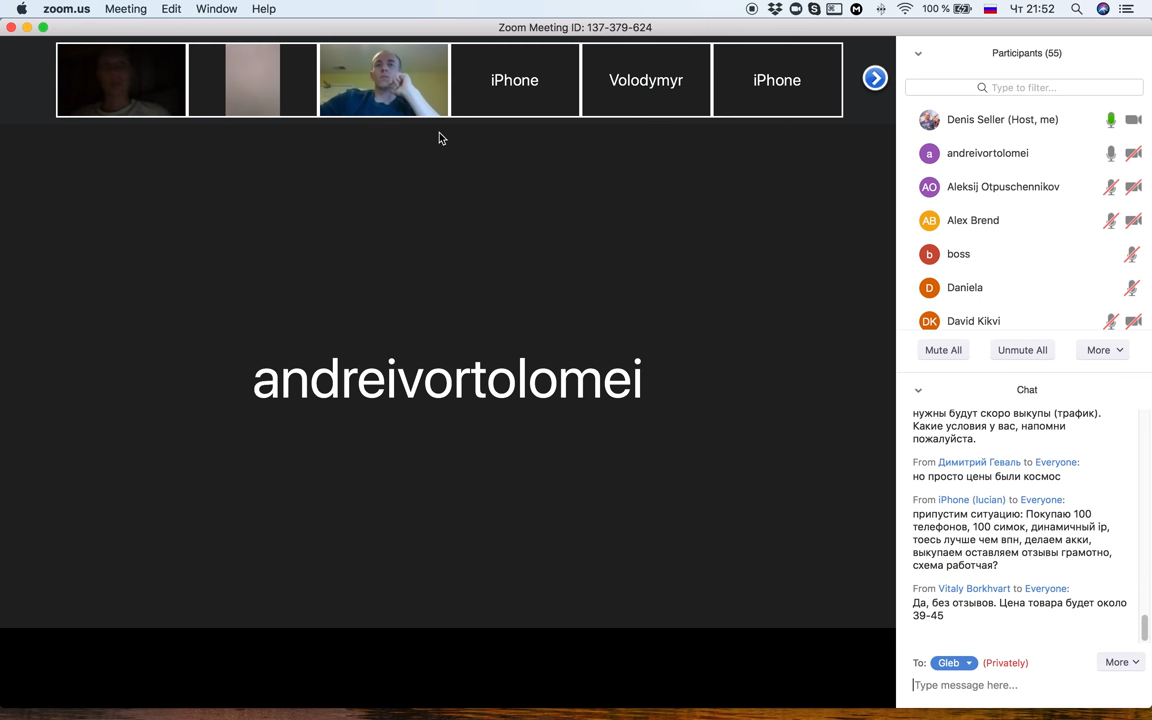 zoom.us Meeting Edit Window Help
100 % Чт 21:52
Zoom Meeting ID: 137-379-624
iPhone
Volodymyr
iPhone
andreivortolomei
Participants (55)
Type to filter...
Denis Seller (Host, me)
a andreivortolomei
AO Aleksij Otpuschennikov
AB Alex Brend
b boss
D Daniela
DK David Kikvi
Mute All Unmute All More
Chat
нужны будут скоро выкупы (трафик).
Какие условия у вас, напомни
пожалуйста.
From Димитрий Геваль to Everyone:
но просто цены были космос
From iPhone (lucian) to Everyone:
припустим ситуацию: Покупаю 100
телефонов, 100 симок, динамичный ip,
тоесь лучше чем впн, делаем акки,
выкупаем оставляем отзывы грамотно,
схема работчая?
From Vitaly Borkhvart to Everyone:
Да, без отзывов. Цена товара будет около
39-45
To: Gleb (Privately) More
Type message here...